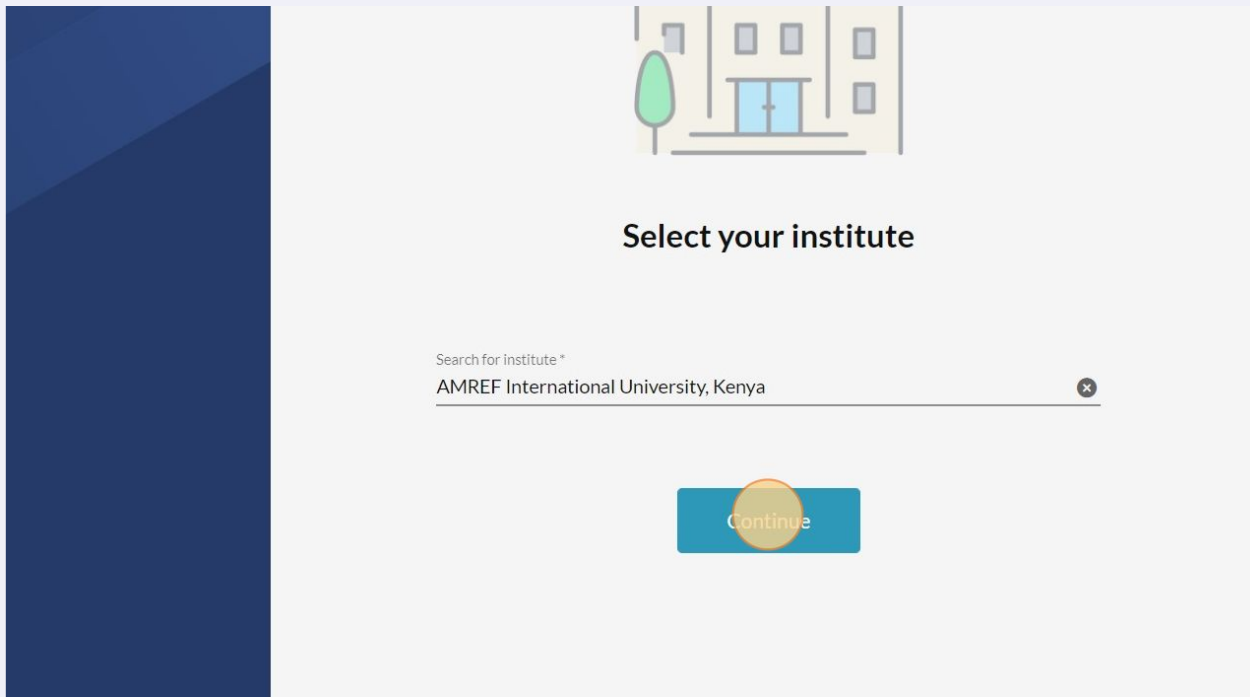 Select your institute
Search for institute *
AMREF International University, Kenya
Continue